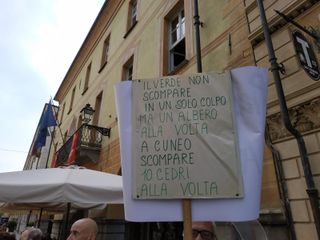 IL VERDE NON
SCOMPARE
IN UN SOLO COLPO
MA UN ALBERO
ALLA VOLTA
A CUNEO
SCOMPARE
10 CEDRI
ALLA VOLTA
T